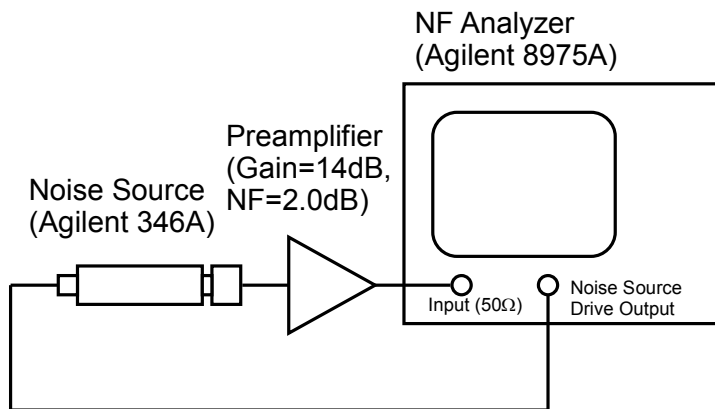 NF Analyzer
(Agilent 8975A)
Preamplifier
(Gain=14dB,
NF=2.0dB)
Noise Source
(Agilent 346A)
Input (50Ω)
Noise Source
Drive Output